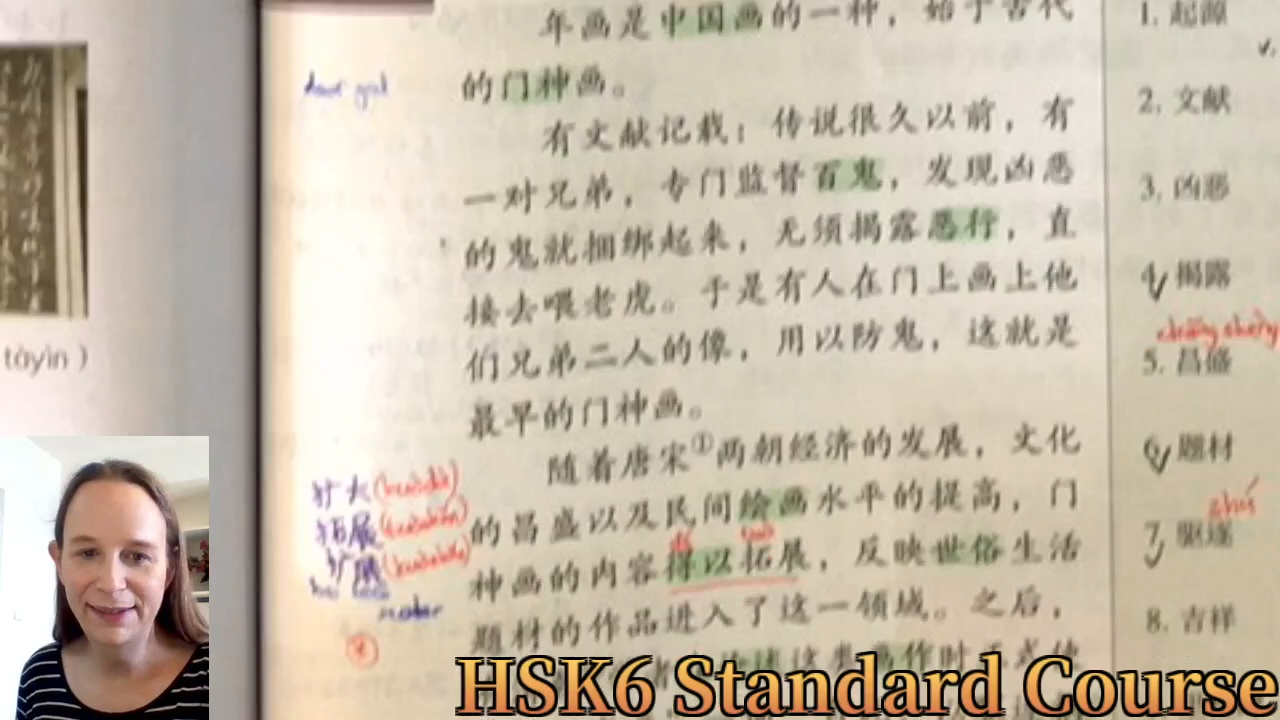 年画是中国画的一种，始于古代
的门神画。
有文献记载：传说很久以前，有
一对兄弟，专门监督百鬼，发现凶恶
的鬼就捆绑起来，无须揭露恶行，直
接去喂老虎。于是有人在门上画上他
们兄弟二人的像，用以防鬼，这就是
最早的门神画。
随着唐宋①两朝经济的发展，文化
的昌盛以及民间绘画水平的提高，门
神画的内容得以拓展，反映世俗生活
题材的作品进入了这一领域。之后，
door god
扩大
拓展
扩展
1. 起源
2. 文献
3. 凶恶
4. 揭露
chāng shèng
5. 昌盛
6. 题材
zhú
7. 驱逐
8. 吉祥
tàyìn）
HSK6 Standard Course